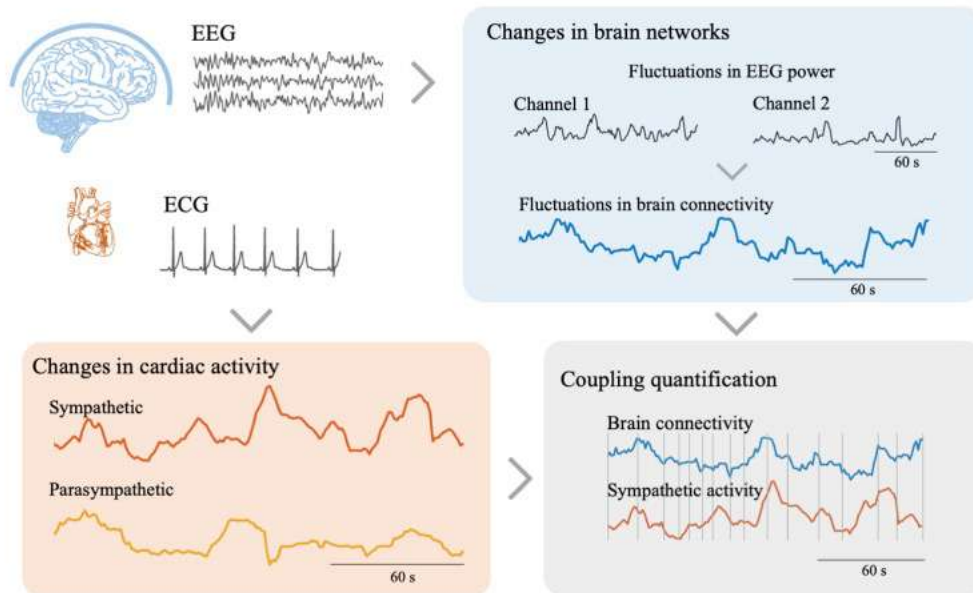 EEG
ECG
Changes in brain networks
Fluctuations in EEG power
Channel 1
Channel 2
60 s
Fluctuations in brain connectivity
60 s
Changes in cardiac activity
Sympathetic
Parasympathetic
60 s
Coupling quantification
Brain connectivity
Sympathetic activity
60 s